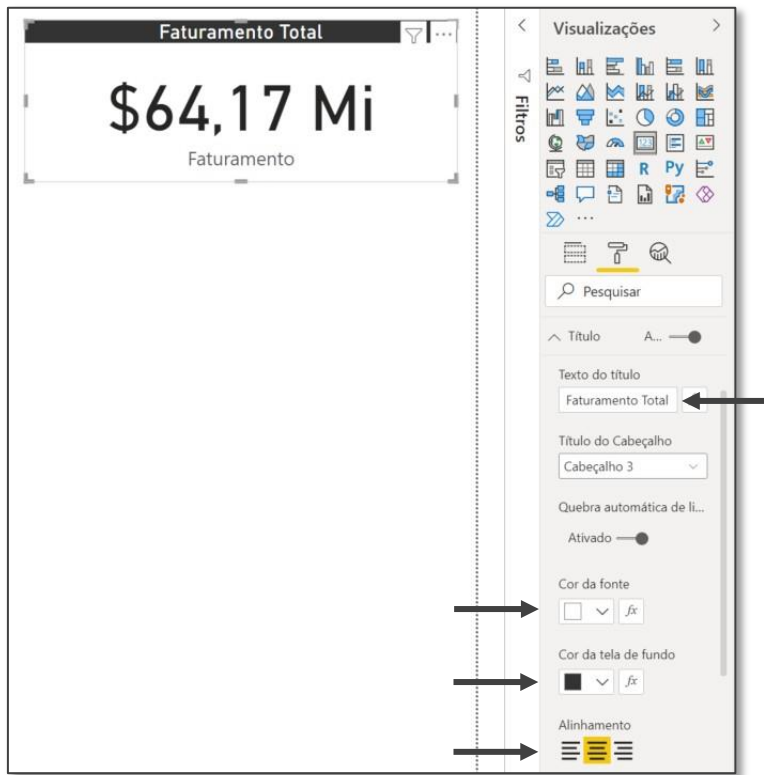 Faturamento Total
$64,17 Mi
Faturamento
Filtros
Visualizações
123
R
Py
Pesquisar
Título A...
Texto do título
Faturamento Total
Título do Cabeçalho
Cabeçalho 3
Quebra automática de li...
Ativado
Cor da fonte
fx
Cor da tela de fundo
fx
Alinhamento